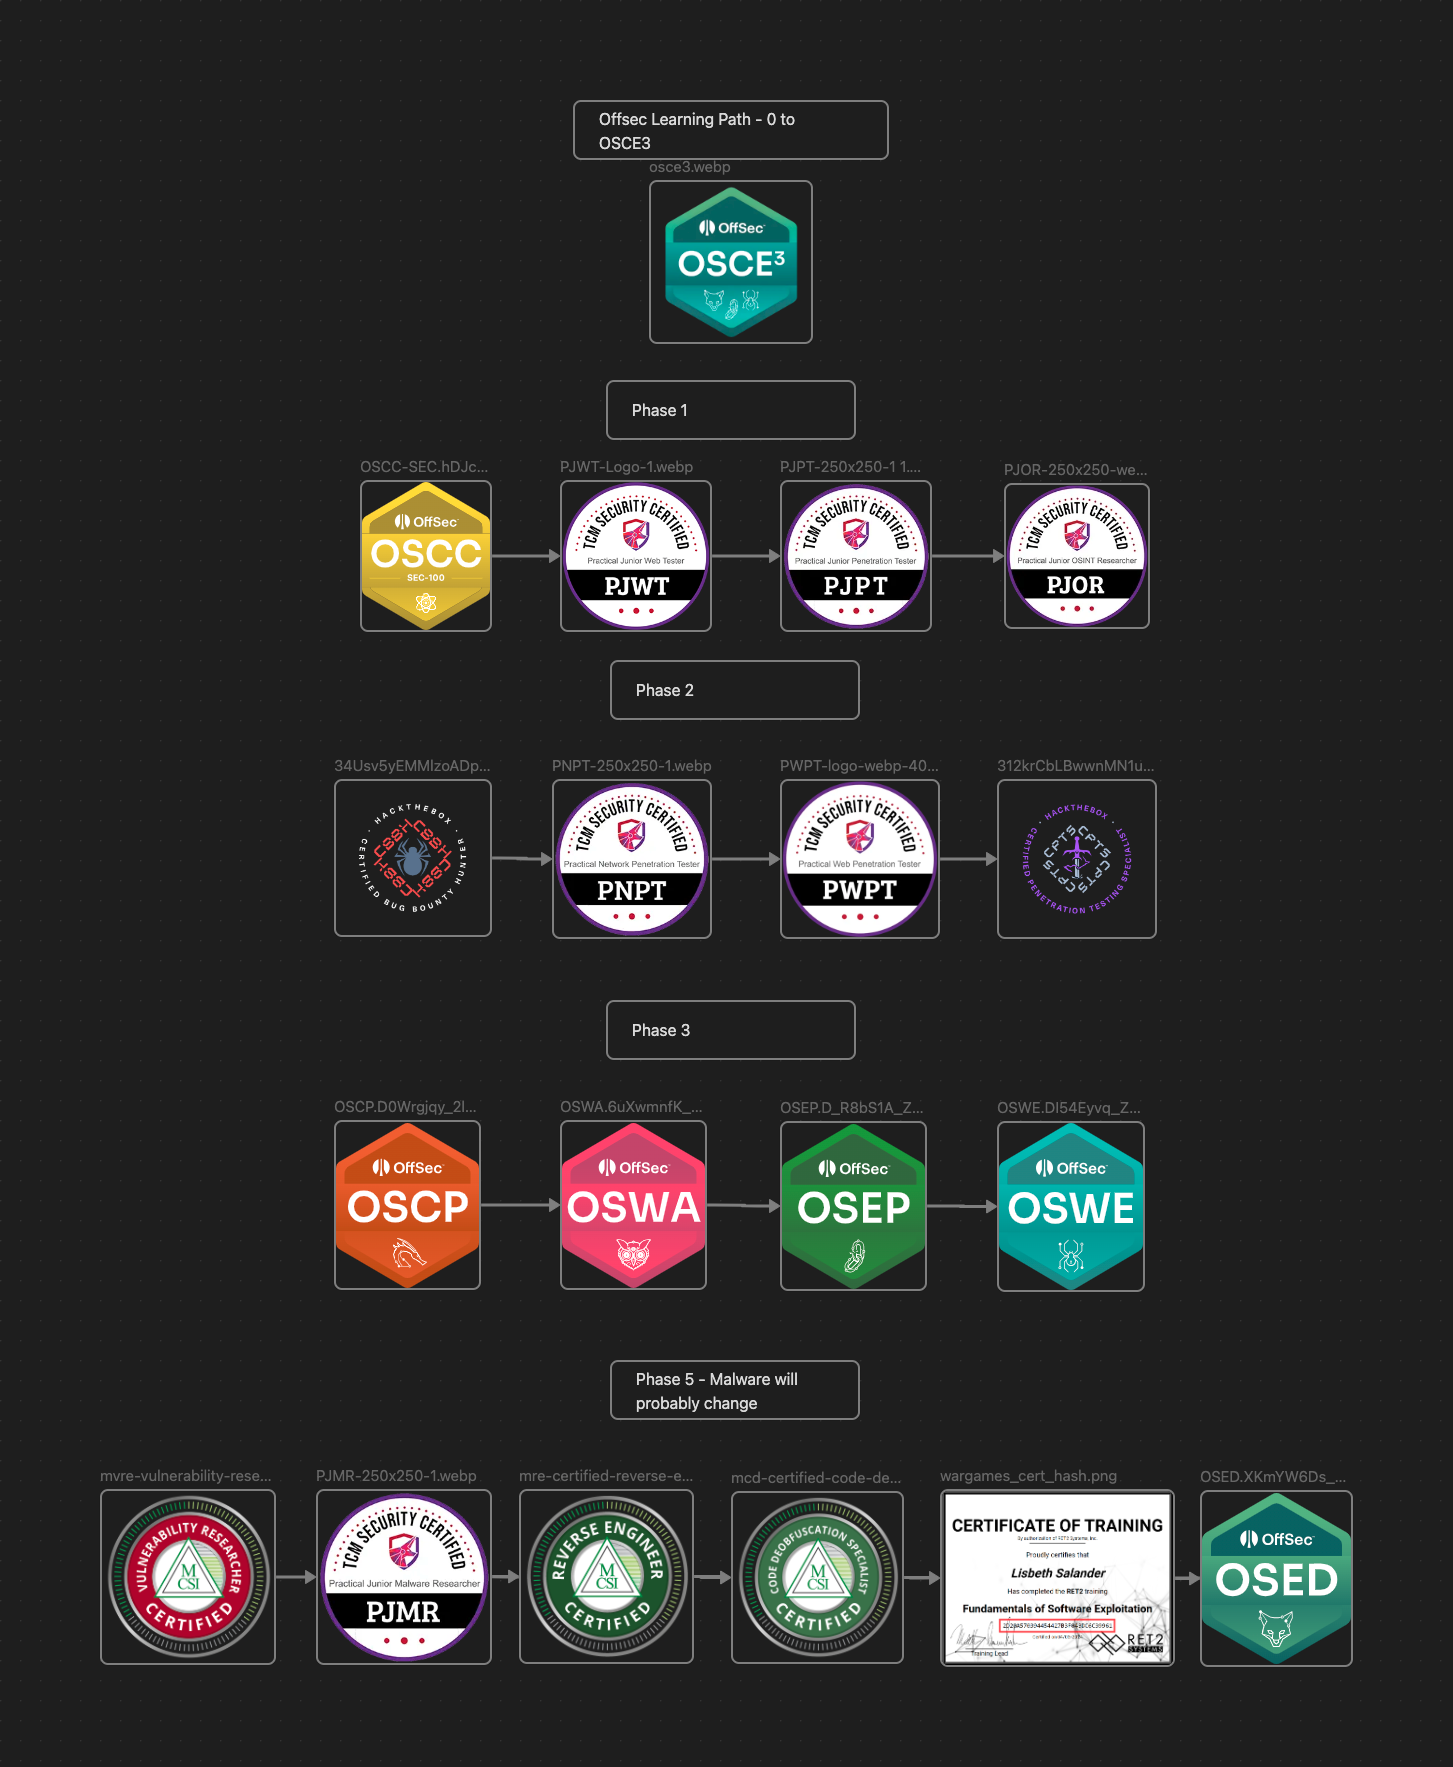 Offsec Learning Path - 0 to
OSCE3
osce3.webp
OffSec
OSCE³
Phase 1
OSCC-SEC.hDJc...
PJWT-Logo-1.webp
PJPT-250x250-1 1....
PJOR-250x250-we...
OffSec
OSCC
SEC-100
TCM SECURITY CERTIFIED
Practical Junior Web Tester
PJWT
TCM SECURITY CERTIFIED
Practical Junior Penetration Tester
PJPT
TCM SECURITY CERTIFIED
Practical Junior OSINT Researcher
PJOR
Phase 2
34Usv5yEMMlzoADp...
PNPT-250x250-1.webp
PWPT-logo-webp-40...
312krCbLBwwnMN1u...
HACKTHEBOX
CERTIFIED BUG BOUNTY HUNTER
TCM SECURITY CERTIFIED
Practical Network Penetration Tester
PNPT
TCM SECURITY CERTIFIED
Practical Web Penetration Tester
PWPT
HACKTHEBOX
CPTSCPTSCPTSCPTS
CERTIFIED PENETRATION TESTING SPECIALIST
Phase 3
OSCP.D0Wrgjqy_2l...
OSWA.6uXwmnfK_...
OSEP.D_R8bS1A_Z...
OSWE.DI54Eyvq_Z...
OffSec
OSCP
OffSec
OSWA
OffSec
OSEP
OffSec
OSWE
Phase 5 - Malware will
probably change
mvre-vulnerability-rese...
PJMR-250x250-1.webp
mre-certified-reverse-e...
mcd-certified-code-de...
wargames_cert_hash.png
OSED.XKmYW6Ds_...
VULNERABILITY RESEARCHER
M
CSI
CERTIFIED
TCM SECURITY CERTIFIED
Practical Junior Malware Researcher
PJMR
REVERSE ENGINEER
M
CSI
CERTIFIED
CODE DEOBFUSCATION SPECIALIST
M
CSI
CERTIFIED
CERTIFICATE OF TRAINING
By authorization of RET2 Systems, Inc.
Proudly certifies that
Lisbeth Salander
Has completed the RET2 training
Fundamentals of Software Exploitation
Training Lead
RET2
SYSTEMS
OffSec
OSED